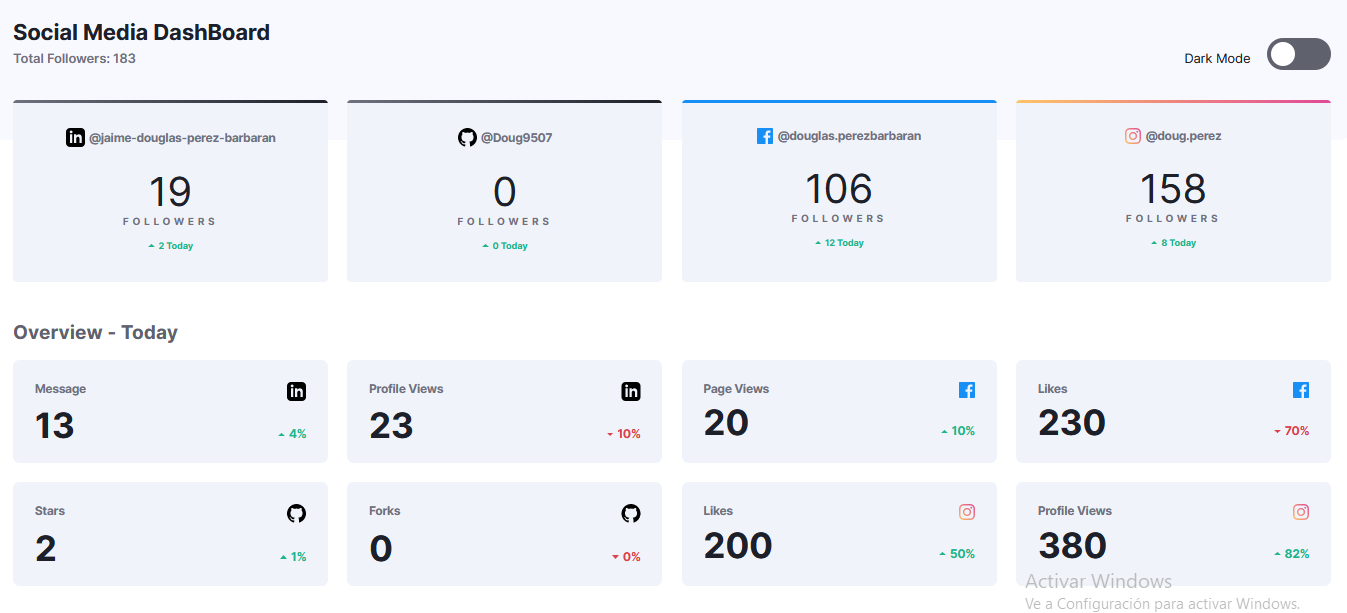 Social Media DashBoard
Total Followers: 183
Dark Mode
@jaime-douglas-perez-barbaran
19
FOLLOWERS
2 Today
@Doug9507
0
FOLLOWERS
0 Today
@douglas.perezbarbaran
106
FOLLOWERS
12 Today
@doug.perez
158
FOLLOWERS
8 Today
Overview - Today
Message
13
4%
Profile Views
23
10%
Page Views
20
10%
Likes
230
70%
Stars
2
1%
Forks
0
0%
Likes
200
50%
Profile Views
380
82%
Activar Windows
Ve a Configuración para activar Windows.